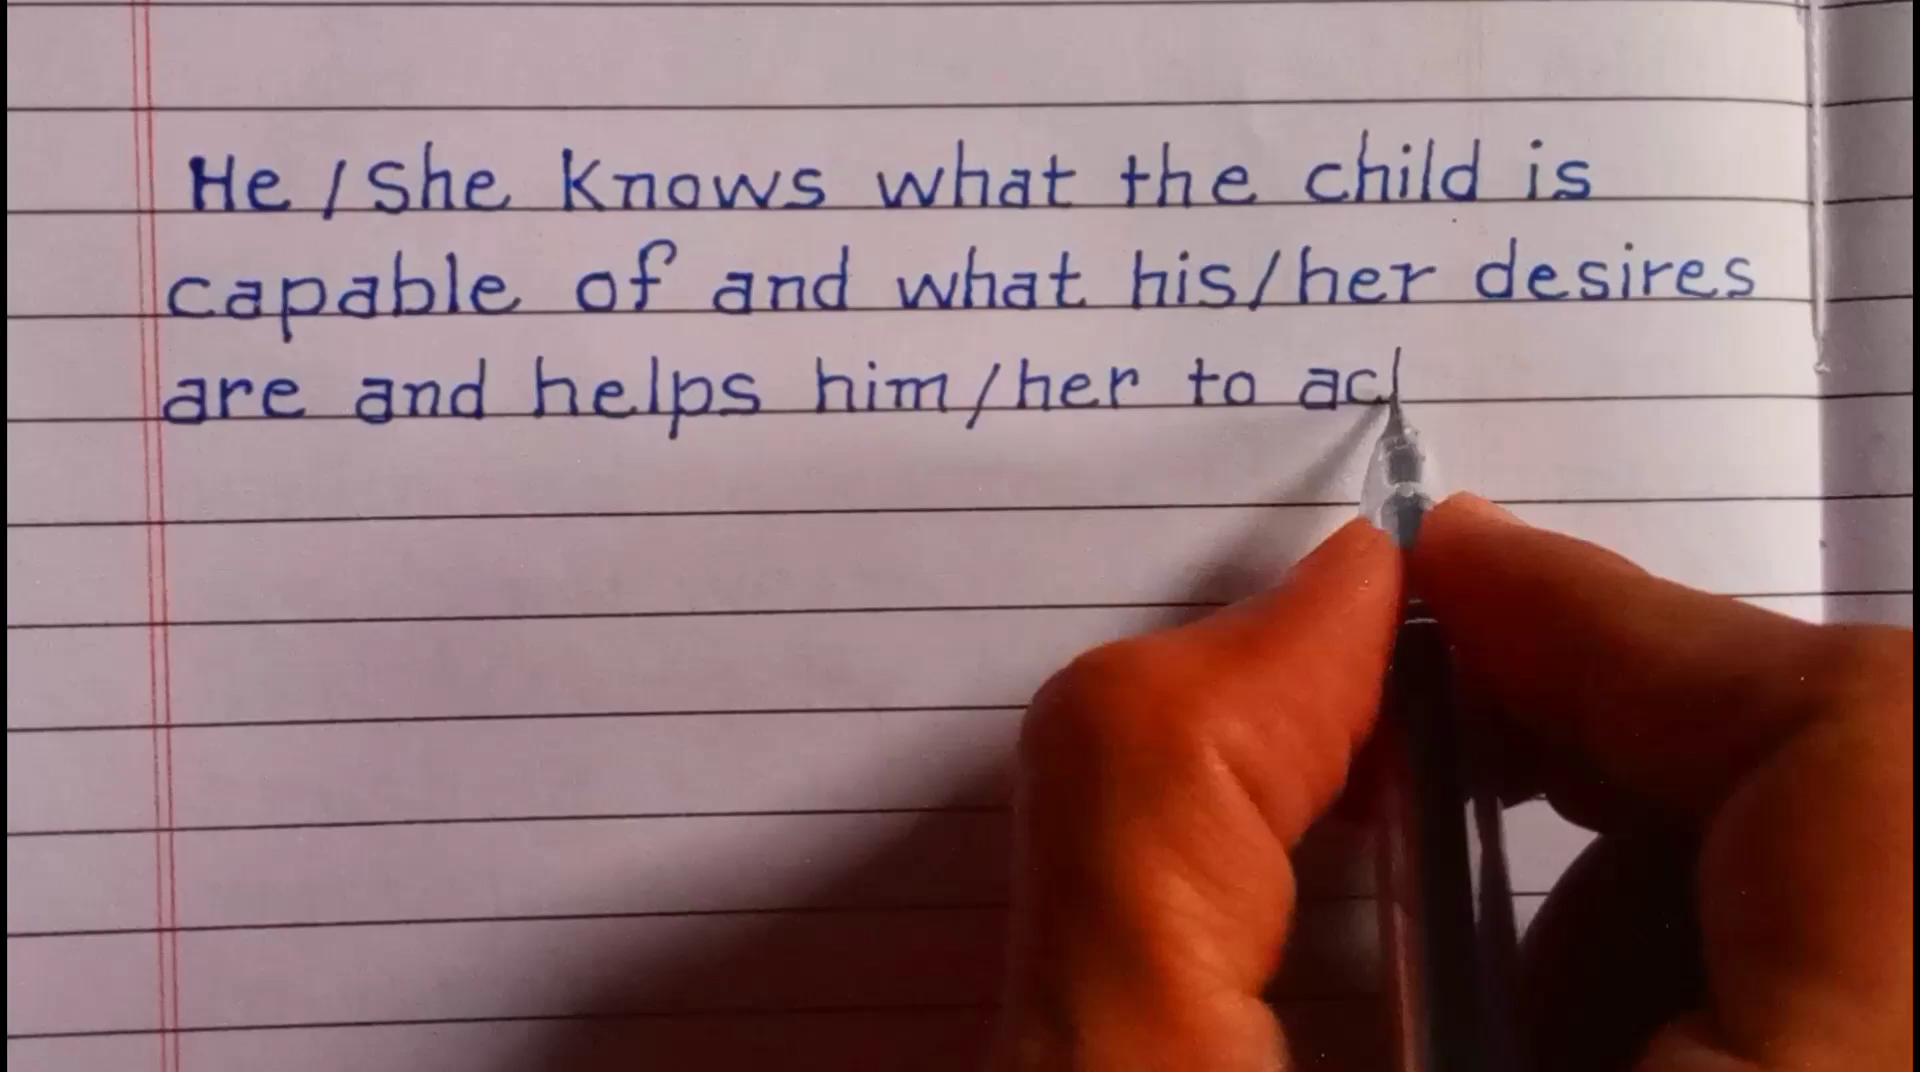 He/She knows what the child is
capable of and what his/her desires
are and helps him/her to